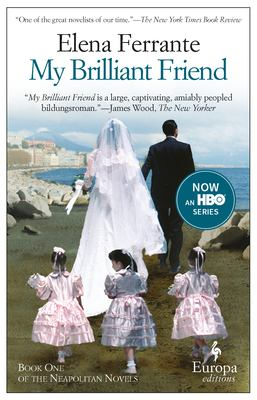 “One of the great novelists of our time.”—The New York Times Book Review
Elena Ferrante
My Brilliant Friend
“My Brilliant Friend is a large, captivating, amiably peopled
bildungsroman.”—James Wood, The New Yorker
NOW
AN HBO
SERIES
Book One
of the Neapolitan Novels
Europa
editions